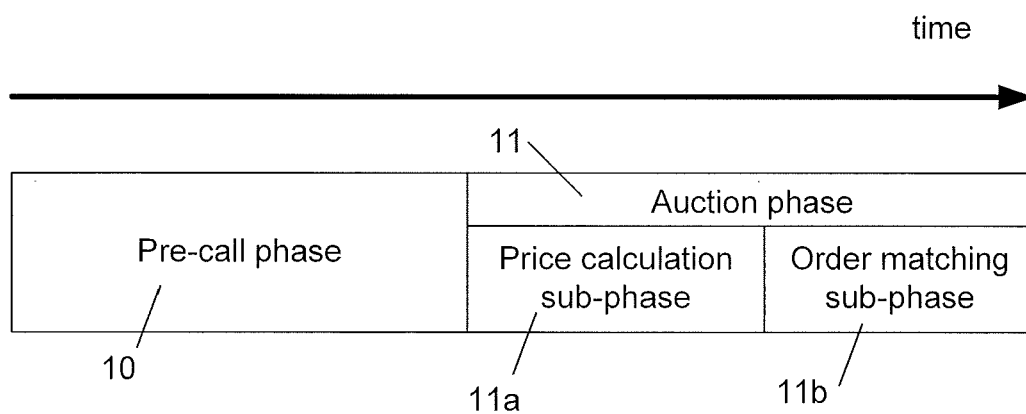 time
11
Auction phase
Pre-call phase
Price calculation
sub-phase
Order matching
sub-phase
10
11a
11b